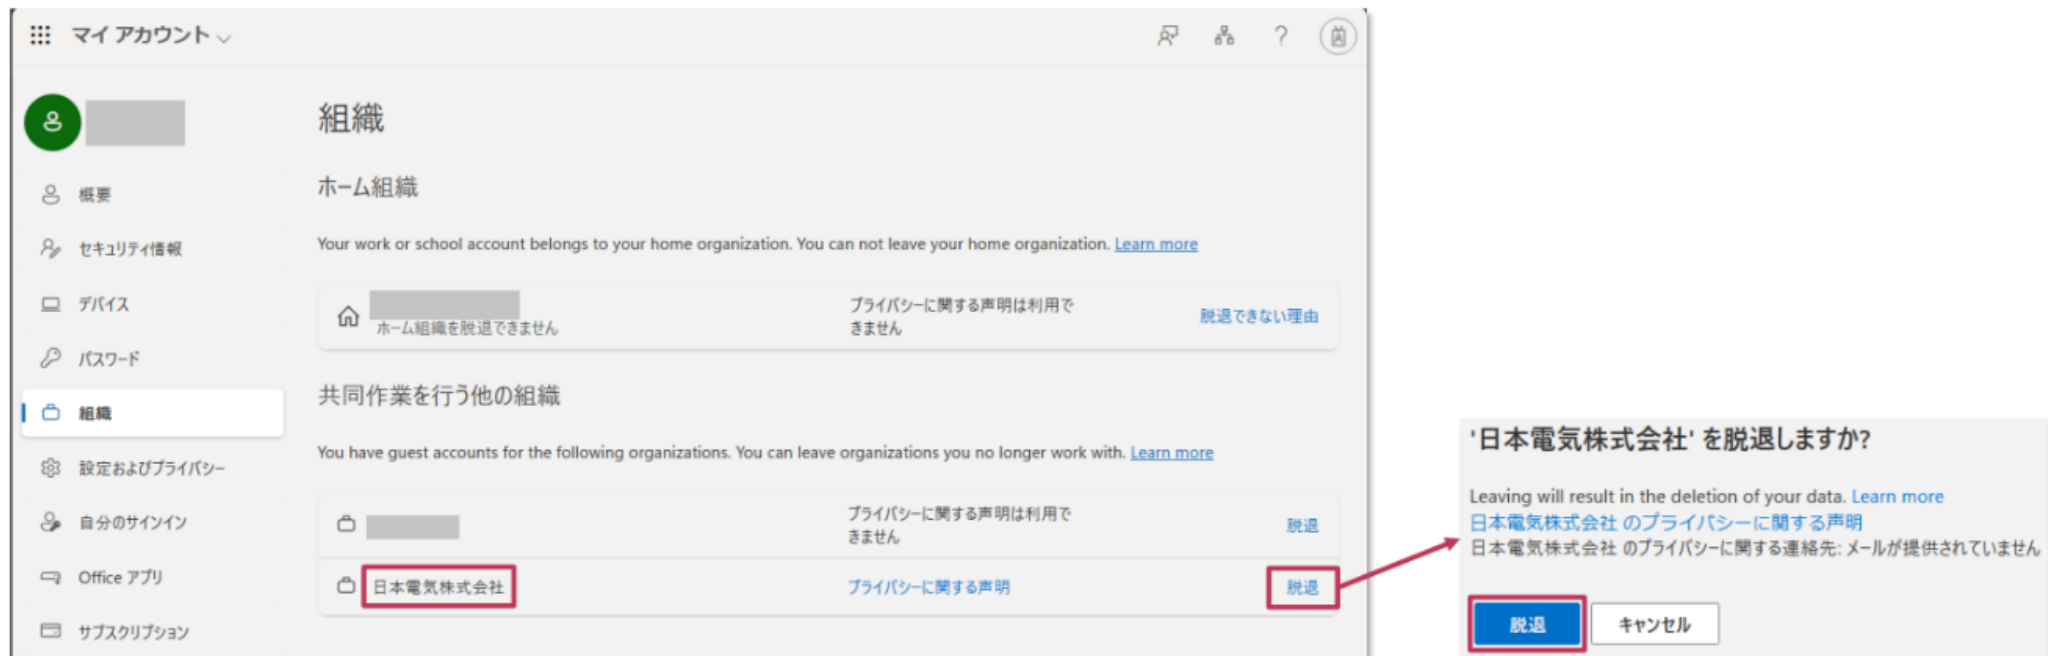 マイ アカウント
組織
ホーム組織
概要
セキュリティ情報
Your work or school account belongs to your home organization. You can not leave your home organization. Learn more
デバイス
プライバシーに関する声明は利用で
きません
ホーム組織を脱退できません
脱退できない理由
パスワード
共同作業を行う他の組織
組織
You have guest accounts for the following organizations. You can leave organizations you no longer work with. Learn more
設定およびプライバシー
プライバシーに関する声明は利用で
きません
脱退
自分のサインイン
Office アプリ
日本電気株式会社
プライバシーに関する声明
脱退
サブスクリプション
'日本電気株式会社' を脱退しますか?
Leaving will result in the deletion of your data. Learn more
日本電気株式会社 のプライバシーに関する声明
日本電気株式会社 のプライバシーに関する連絡先: メールが提供されていません
脱退
キャンセル